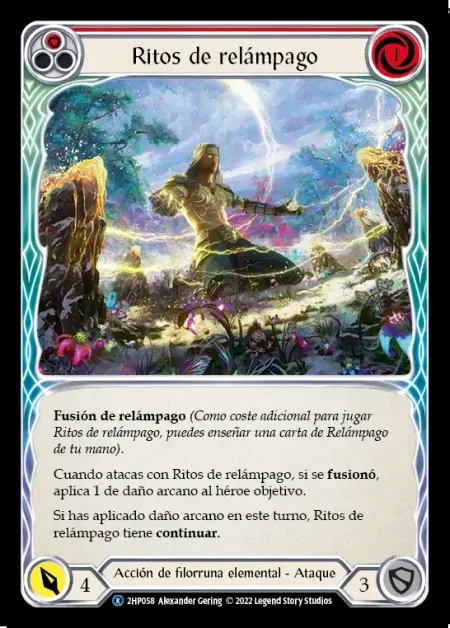 Ritos de relámpago
1
Fusión de relámpago (Como coste adicional para jugar
Ritos de relámpago, puedes enseñar una carta de Relámpago
de tu mano).
Cuando atacas con Ritos de relámpago, si se fusionó,
aplica 1 de daño arcano al héroe objetivo.
Si has aplicado daño arcano en este turno, Ritos de
relámpago tiene continuar.
4
Acción de filorruna elemental - Ataque
3
R 2HP058 Alexander Gering © 2022 Legend Story Studios